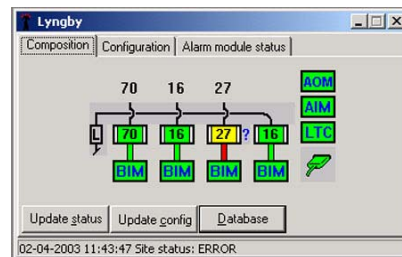 Lyngby
Composition Configuration Alarm module status
70 16 27
AOM
AIM
L 70 16 27 ? 16 LTC
BIM BIM BIM BIM
Update status Update config Database
02-04-2003 11:43:47 Site status: ERROR